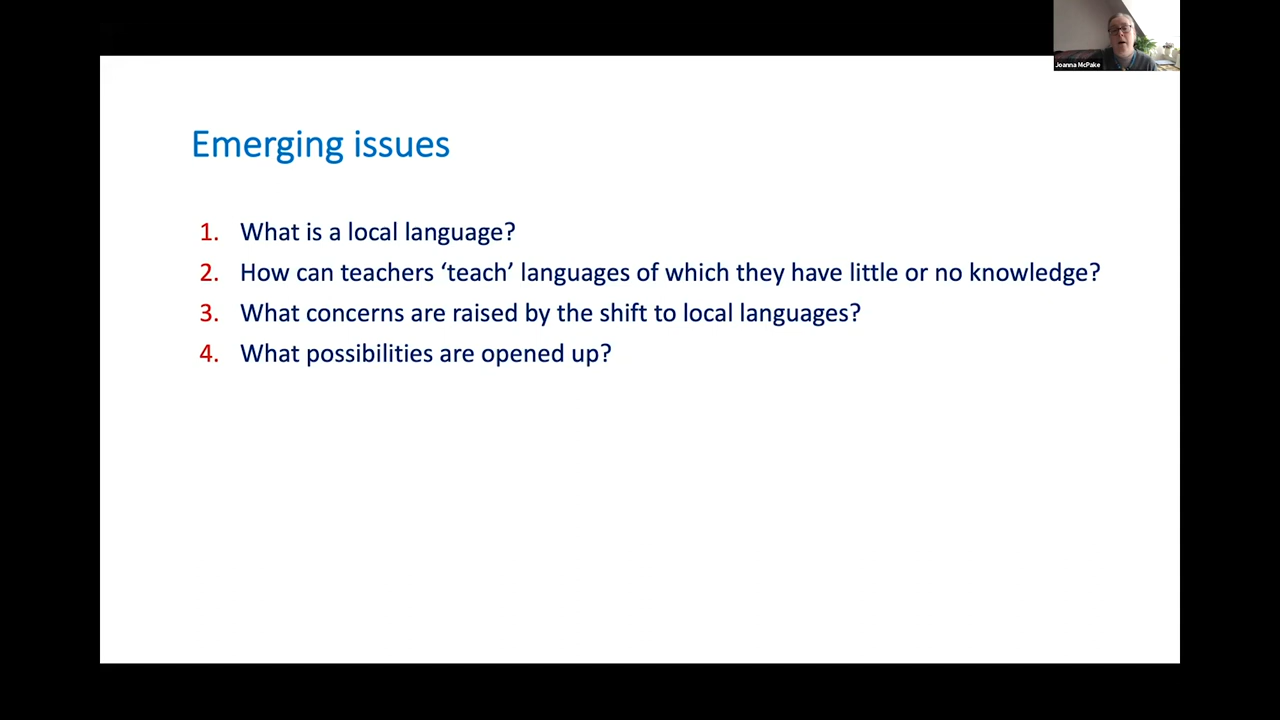 Joanna McPake
Emerging issues
1. What is a local language?
2. How can teachers ‘teach’ languages of which they have little or no knowledge?
3. What concerns are raised by the shift to local languages?
4. What possibilities are opened up?